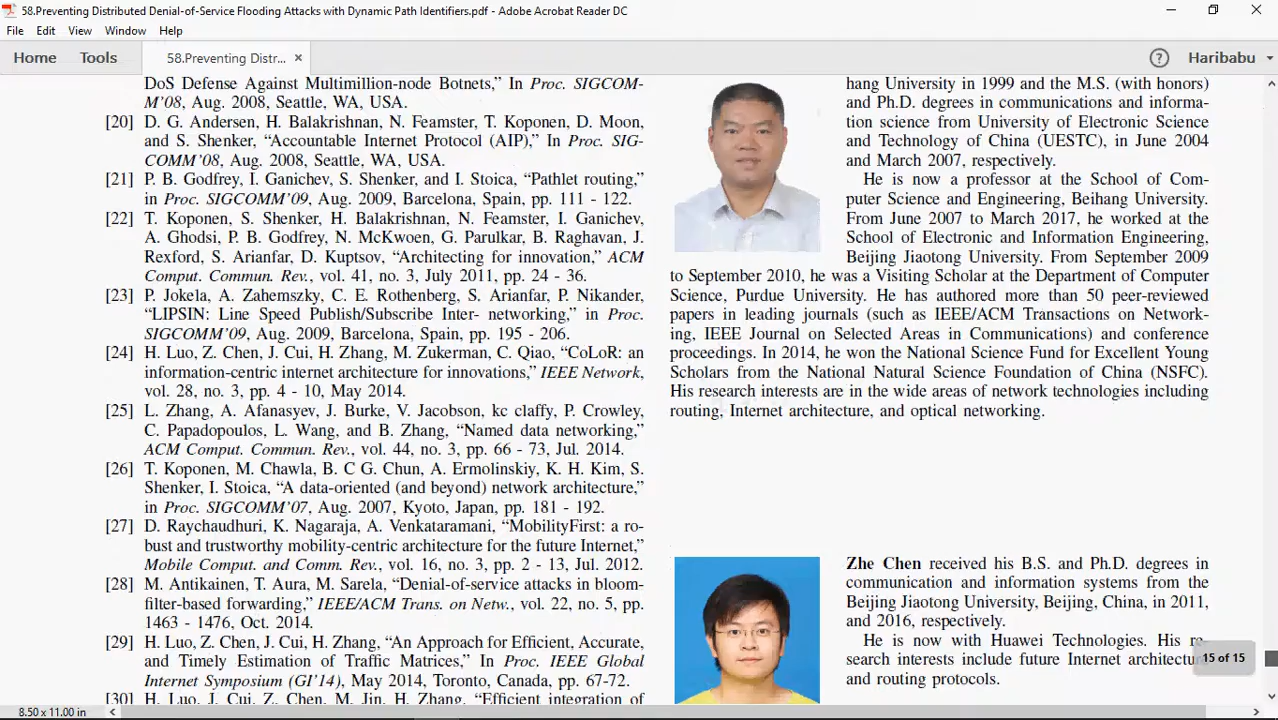 58.Preventing Distributed Denial-of-Service Flooding Attacks with Dynamic Path Identifiers.pdf - Adobe Acrobat Reader DC
File Edit View Window Help
Home Tools 58.Preventing Distr... × Haribabu
DoS Defense Against Multimillion-node Botnets,” In Proc. SIGCOM-
M’08, Aug. 2008, Seattle, WA, USA.
[20] D. G. Andersen, H. Balakrishnan, N. Feamster, T. Koponen, D. Moon,
and S. Shenker, “Accountable Internet Protocol (AIP),” In Proc. SIG-
COMM’08, Aug. 2008, Seattle, WA, USA.
[21] P. B. Godfrey, I. Ganichev, S. Shenker, and I. Stoica, “Pathlet routing,”
in Proc. SIGCOMM’09, Aug. 2009, Barcelona, Spain, pp. 111 - 122.
[22] T. Koponen, S. Shenker, H. Balakrishnan, N. Feamster, I. Ganichev,
A. Ghodsi, P. B. Godfrey, N. McKwoen, G. Parulkar, B. Raghavan, J.
Rexford, S. Arianfar, D. Kuptsov, “Architecting for innovation,” ACM
Comput. Commun. Rev., vol. 41, no. 3, July 2011, pp. 24 - 36.
[23] P. Jokela, A. Zahemszky, C. E. Rothenberg, S. Arianfar, P. Nikander,
“LIPSIN: Line Speed Publish/Subscribe Inter- networking,” in Proc.
SIGCOMM’09, Aug. 2009, Barcelona, Spain, pp. 195 - 206.
[24] H. Luo, Z. Chen, J. Cui, H. Zhang, M. Zukerman, C. Qiao, “CoLoR: an
information-centric internet architecture for innovations,” IEEE Network,
vol. 28, no. 3, pp. 4 - 10, May 2014.
[25] L. Zhang, A. Afanasyev, J. Burke, V. Jacobson, kc claffy, P. Crowley,
C. Papadopoulos, L. Wang, and B. Zhang, “Named data networking,”
ACM Comput. Commun. Rev., vol. 44, no. 3, pp. 66 - 73, Jul. 2014.
[26] T. Koponen, M. Chawla, B. C G. Chun, A. Ermolinskiy, K. H. Kim, S.
Shenker, I. Stoica, “A data-oriented (and beyond) network architecture,”
in Proc. SIGCOMM’07, Aug. 2007, Kyoto, Japan, pp. 181 - 192.
[27] D. Raychaudhuri, K. Nagaraja, A. Venkataramani, “MobilityFirst: a ro-
bust and trustworthy mobility-centric architecture for the future Internet,”
Mobile Comput. and Comm. Rev., vol. 16, no. 3, pp. 2 - 13, Jul. 2012.
[28] M. Antikainen, T. Aura, M. Sarela, “Denial-of-service attacks in bloom-
filter-based forwarding,” IEEE/ACM Trans. on Netw., vol. 22, no. 5, pp.
1463 - 1476, Oct. 2014.
[29] H. Luo, Z. Chen, J. Cui, H. Zhang, “An Approach for Efficient, Accurate,
and Timely Estimation of Traffic Matrices,” In Proc. IEEE Global
Internet Symposium (GI’14), May 2014, Toronto, Canada, pp. 67-72.
[30] H. Luo, J. Cui, Z. Chen, M. Jin, H. Zhang, “Efficient integration of
hang University in 1999 and the M.S. (with honors)
and Ph.D. degrees in communications and informa-
tion science from University of Electronic Science
and Technology of China (UESTC), in June 2004
and March 2007, respectively.
He is now a professor at the School of Com-
puter Science and Engineering, Beihang University.
From June 2007 to March 2017, he worked at the
School of Electronic and Information Engineering,
Beijing Jiaotong University. From September 2009
to September 2010, he was a Visiting Scholar at the Department of Computer
Science, Purdue University. He has authored more than 50 peer-reviewed
papers in leading journals (such as IEEE/ACM Transactions on Network-
ing, IEEE Journal on Selected Areas in Communications) and conference
proceedings. In 2014, he won the National Science Fund for Excellent Young
Scholars from the National Natural Science Foundation of China (NSFC).
His research interests are in the wide areas of network technologies including
routing, Internet architecture, and optical networking.
Zhe Chen received his B.S. and Ph.D. degrees in
communication and information systems from the
Beijing Jiaotong University, Beijing, China, in 2011,
and 2016, respectively.
He is now with Huawei Technologies. His re-
search interests include future Internet architecture
and routing protocols.
15 of 15
8.50 x 11.00 in